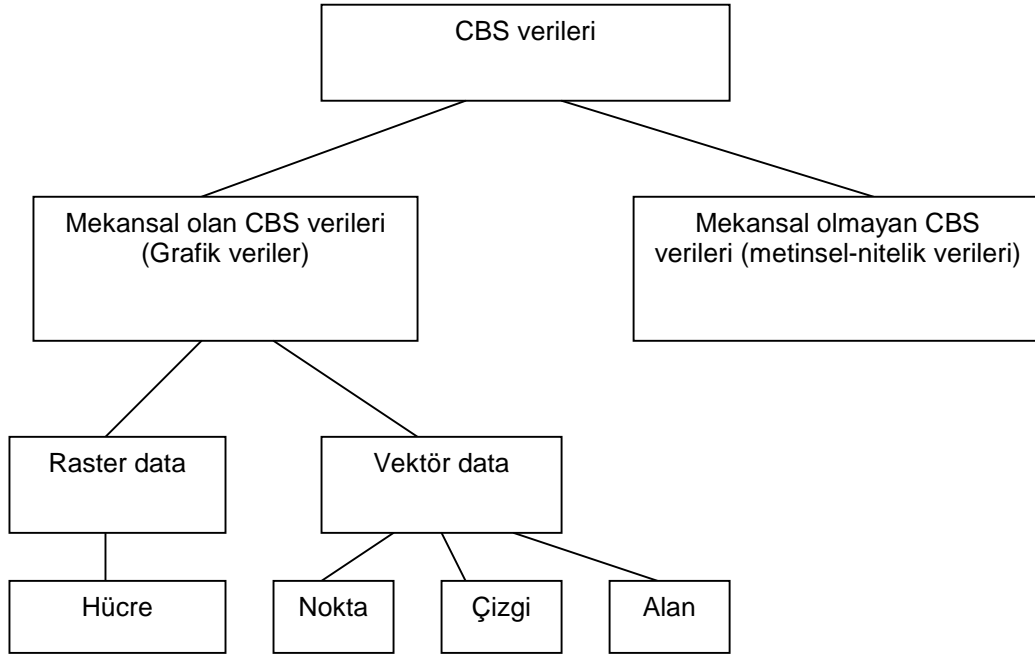 CBS verileri
Mekansal olan CBS verileri
(Grafik veriler)
Mekansal olmayan CBS
verileri (metinsel-nitelik verileri)
Raster data
Vektör data
Hücre
Nokta
Çizgi
Alan